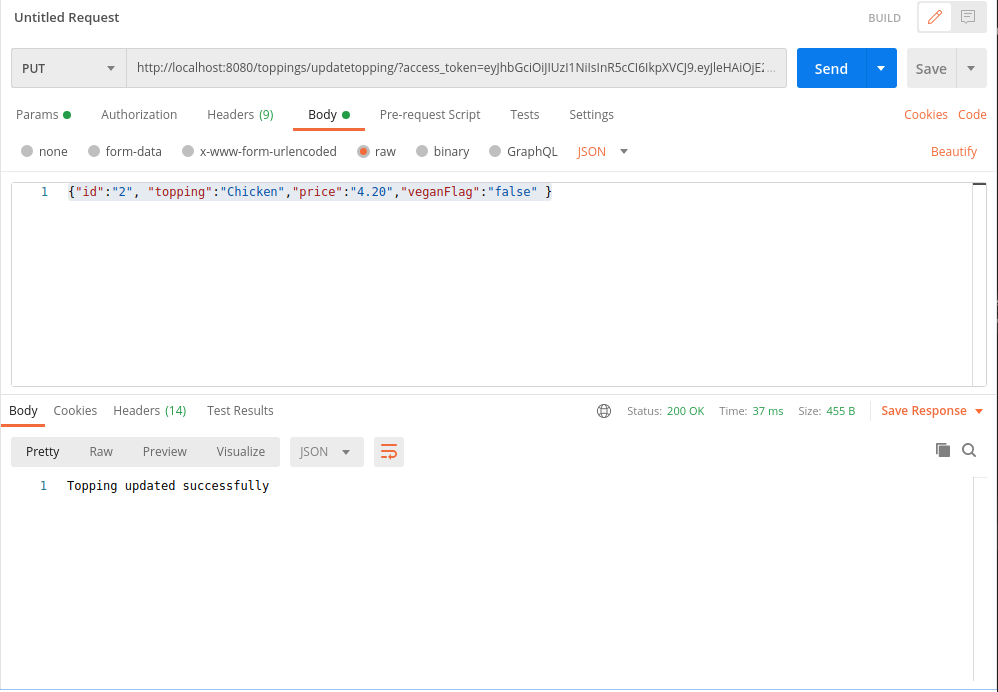 Untitled Request BUILD
PUT http://localhost:8080/toppings/updatetopping/?access_token=eyJhbGciOiJIUzI1NiIsInR5cCI6IkpXVCJ9.eyJleHAiOjE2... Send Save
Params Authorization Headers (9) Body Pre-request Script Tests Settings Cookies Code
none form-data x-www-form-urlencoded raw binary GraphQL JSON Beautify
1 {"id":"2", "topping":"Chicken","price":"4.20","veganFlag":"false" }
Body Cookies Headers (14) Test Results Status: 200 OK Time: 37 ms Size: 455 B Save Response
Pretty Raw Preview Visualize JSON
1 Topping updated successfully